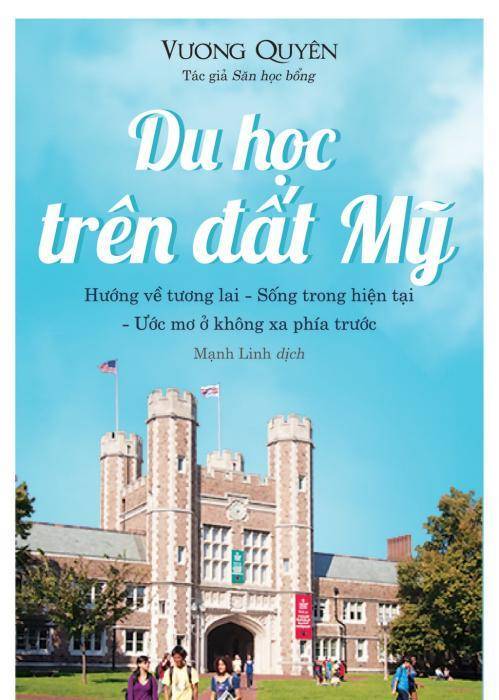 VƯƠNG QUYÊN
Tác giả Săn học bổng
Du học
trên đất Mỹ
Hướng về tương lai – Sống trong hiện tại
– Ước mơ ở không xa phía trước
Mạnh Linh dịch